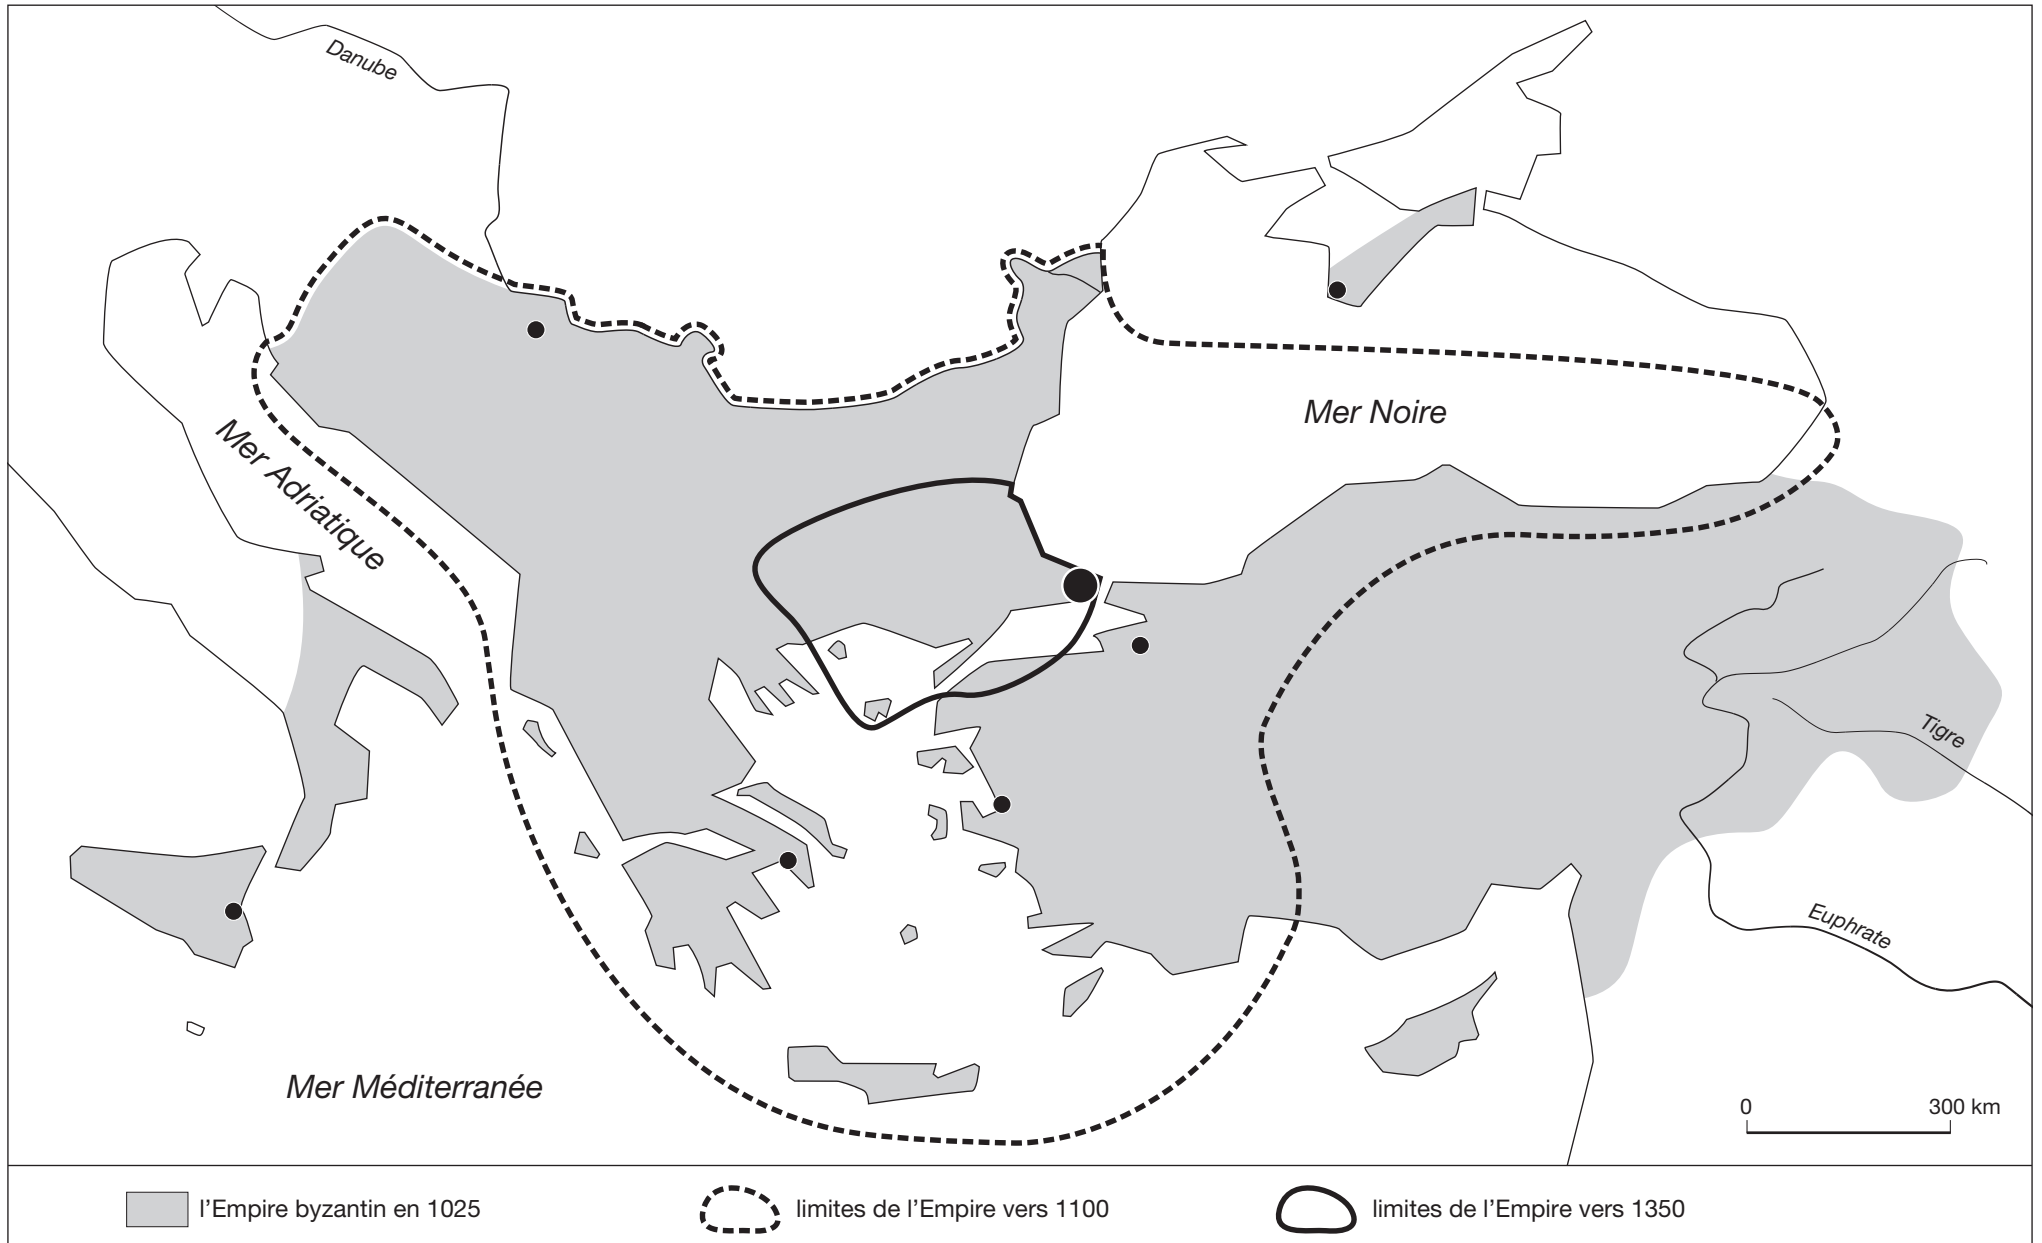 Danube
Mer Noire
Mer Adriatique
Tigre
Euphrate
Mer Méditerranée
0 300 km
l’Empire byzantin en 1025
limites de l’Empire vers 1100
limites de l’Empire vers 1350